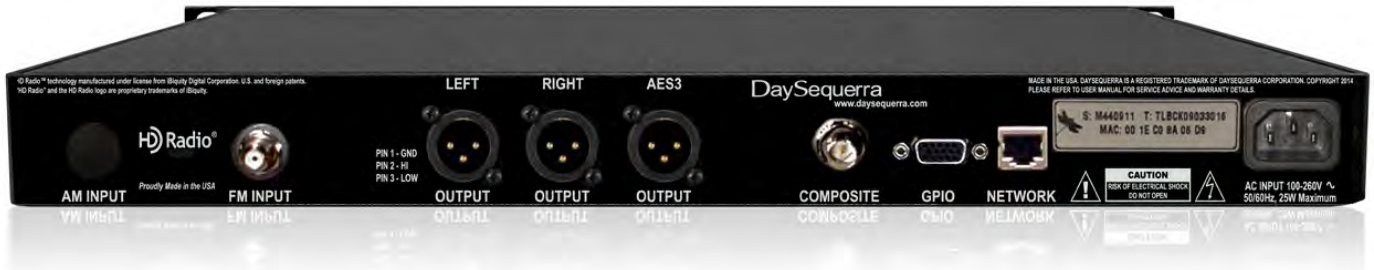 HD Radio™ technology manufactured under license from iBiquity Digital Corporation. U.S. and foreign patents.
"HD Radio" and the HD Radio logo are proprietary trademarks of iBiquity.
LEFT
RIGHT
AES3
DaySequerra
www.daysequerra.com
MADE IN THE USA. DAYSEQUERRA IS A REGISTERED TRADEMARK OF DAYSEQUERRA CORPORATION. COPYRIGHT 2014
PLEASE REFER TO USER MANUAL FOR SERVICE ADVICE AND WARRANTY DETAILS.
S: M440911 T: TLBCK09033016
MAC: 00 1E C0 8A 06 D9
HD Radio®
Proudly Made in the USA
PIN 1 - GND
PIN 2 - HI
PIN 3 - LOW
AM INPUT
FM INPUT
OUTPUT
OUTPUT
OUTPUT
COMPOSITE
GPIO
NETWORK
CAUTION
RISK OF ELECTRICAL SHOCK
DO NOT OPEN
AC INPUT 100-260V ∿
50/60Hz, 25W Maximum